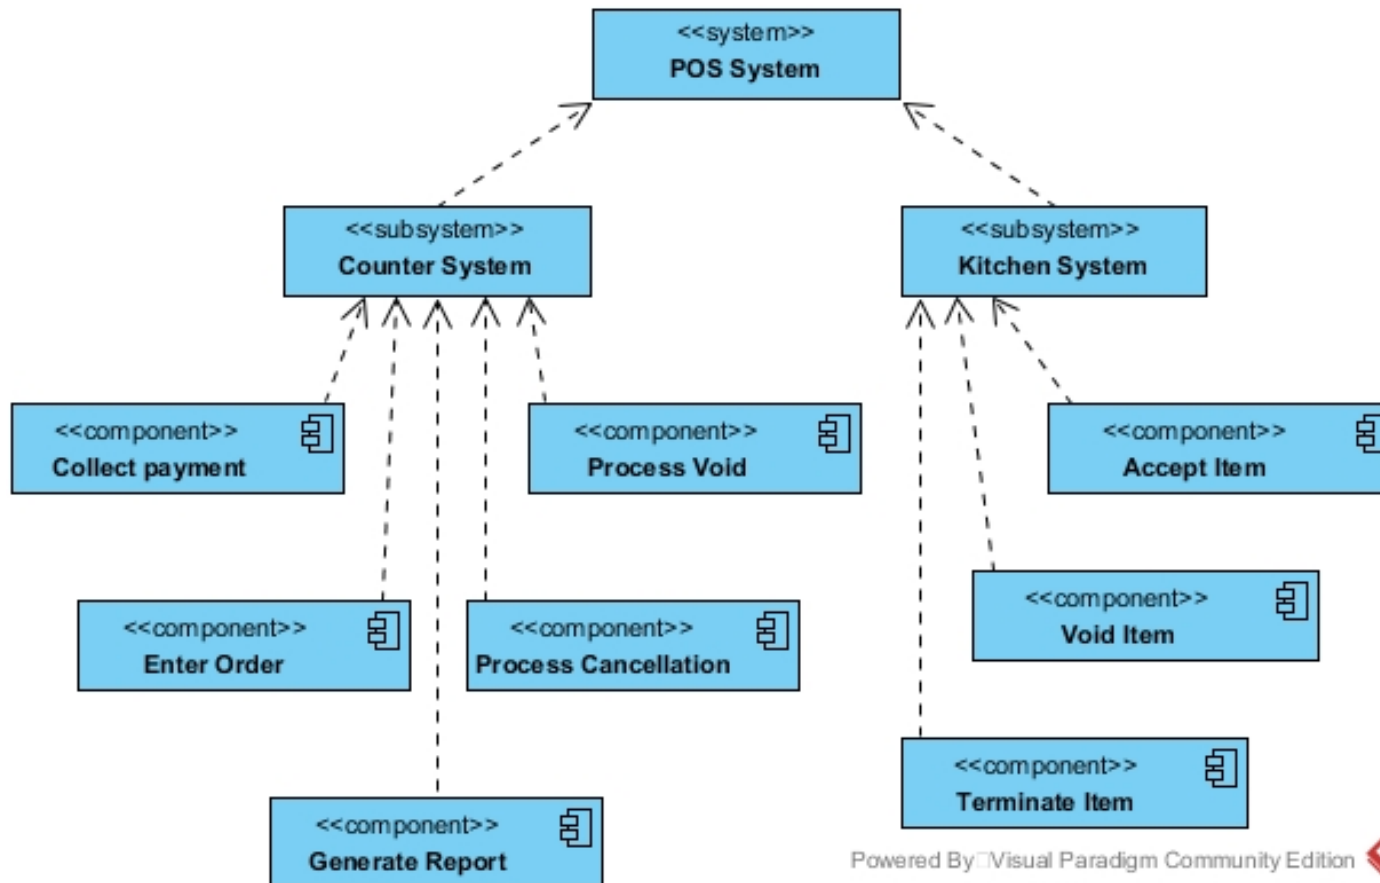 <<system>>
POS System
<<subsystem>>
Counter System
<<subsystem>>
Kitchen System
<<component>>
Collect payment
<<component>>
Process Void
<<component>>
Accept Item
<<component>>
Enter Order
<<component>>
Process Cancellation
<<component>>
Void Item
<<component>>
Terminate Item
<<component>>
Generate Report
Powered By Visual Paradigm Community Edition